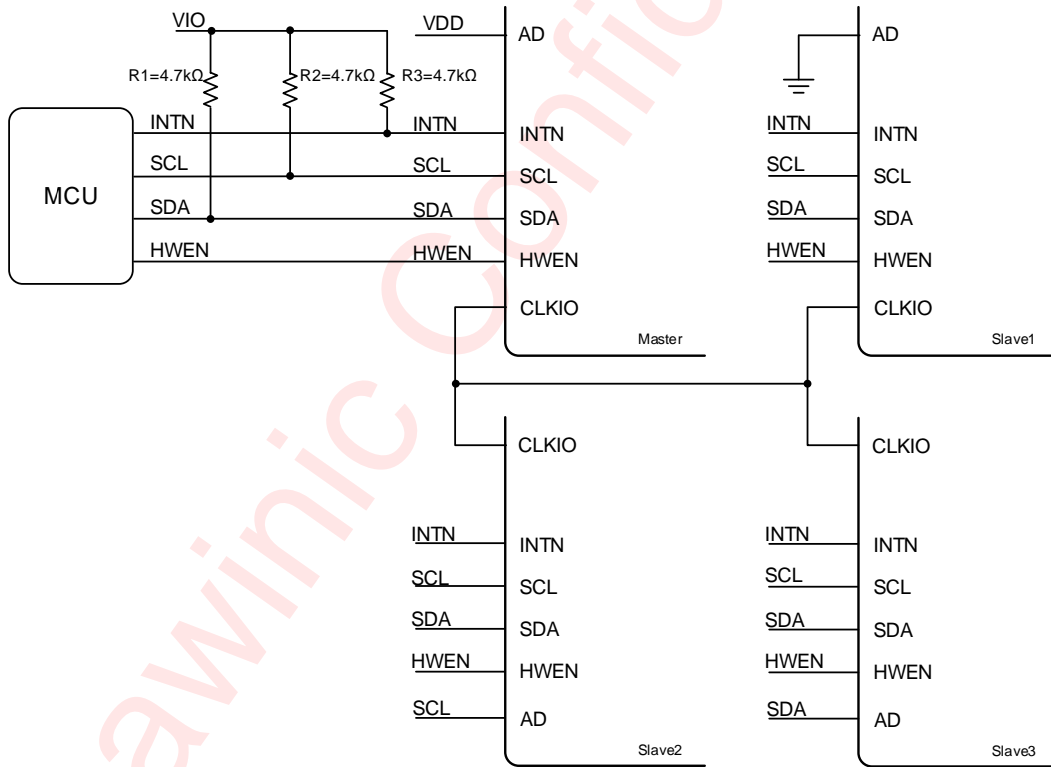 VIO
VDD
AD
AD
R1=4.7kΩ
R2=4.7kΩ
R3=4.7kΩ
MCU
INTN
INTN
INTN
INTN
INTN
SCL
SCL
SCL
SCL
SCL
SDA
SDA
SDA
SDA
SDA
HWEN
HWEN
HWEN
HWEN
HWEN
CLKIO
CLKIO
Master
Slave1
CLKIO
CLKIO
INTN
INTN
INTN
INTN
SCL
SCL
SCL
SCL
SDA
SDA
SDA
SDA
HWEN
HWEN
HWEN
HWEN
SCL
AD
SDA
AD
Slave2
Slave3
awinic Confid